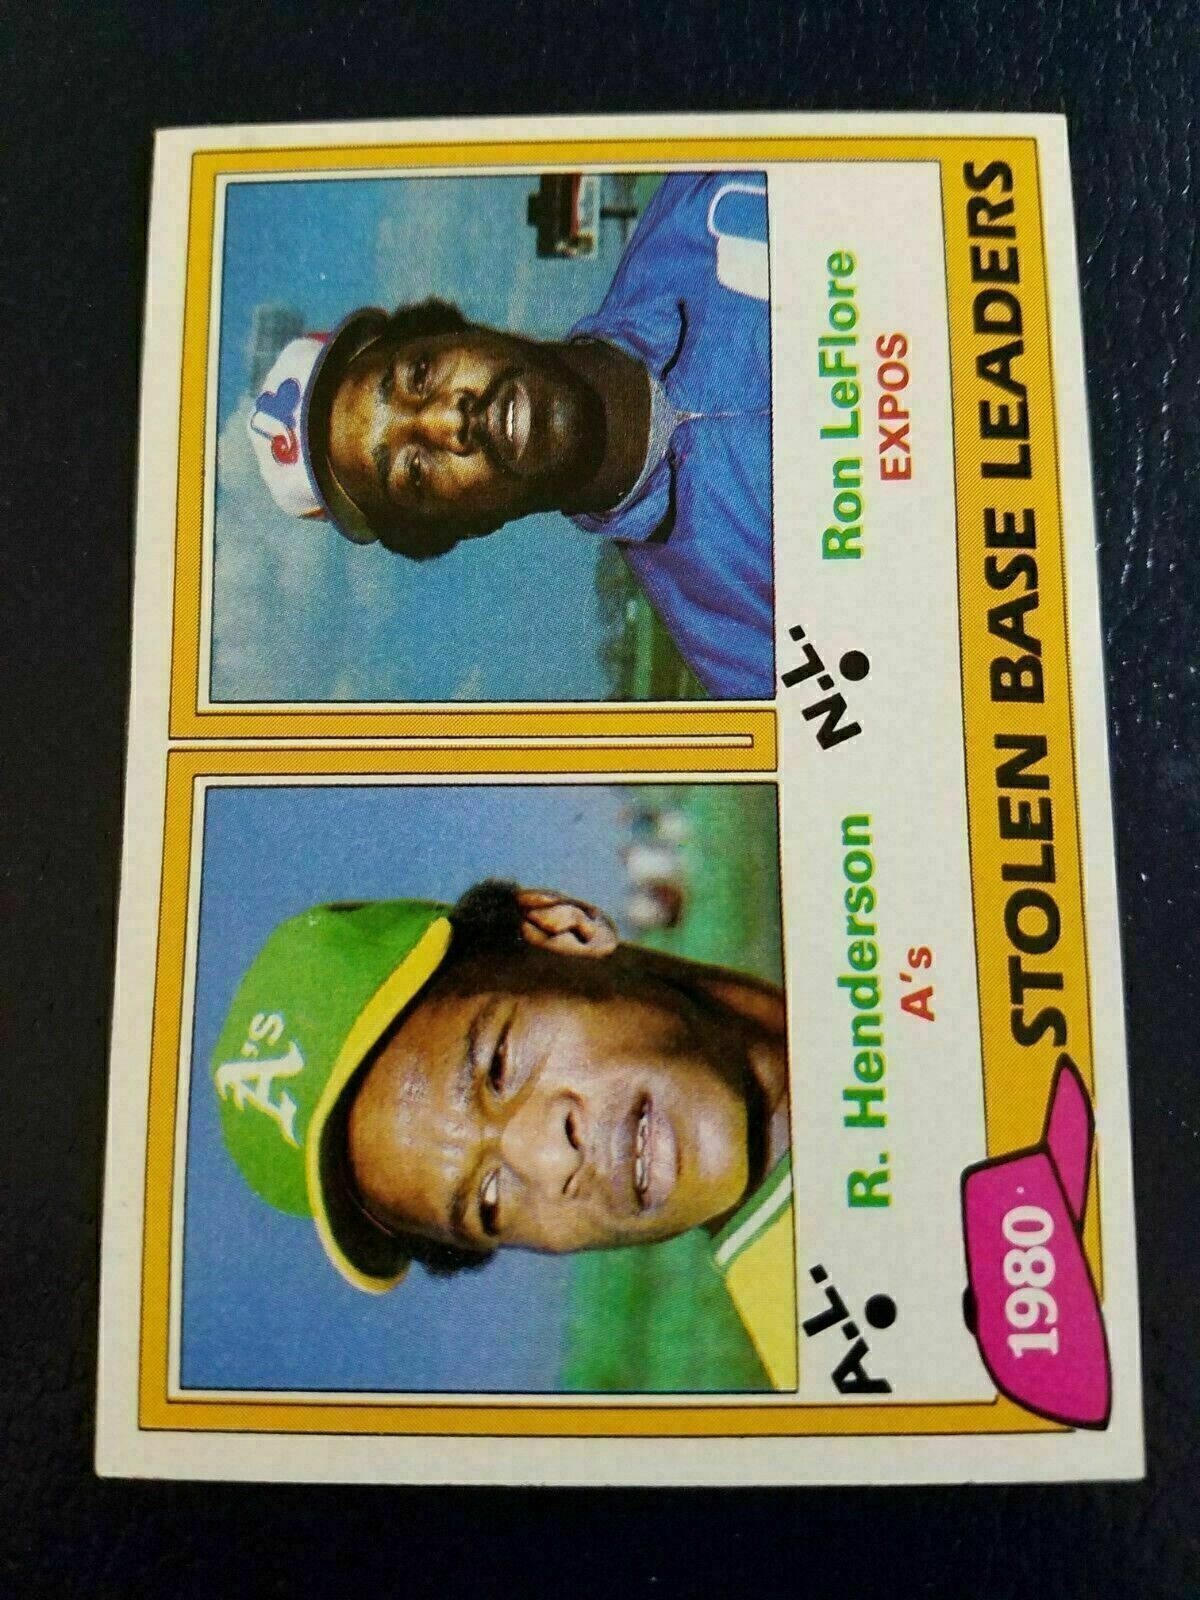 A's
e
A.L.
R. Henderson
A's
N.L.
Ron LeFlore
EXPOS
1980
STOLEN BASE LEADERS